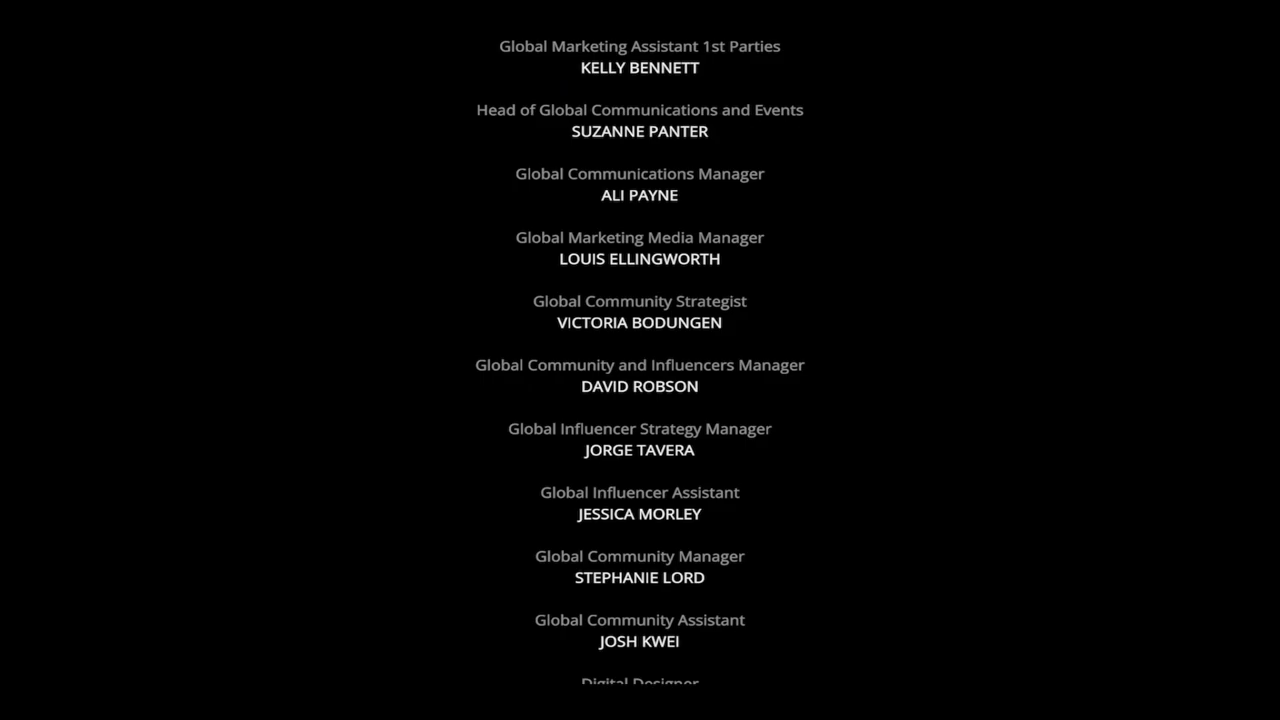 Global Marketing Assistant 1st Parties
KELLY BENNETT
Head of Global Communications and Events
SUZANNE PANTER
Global Communications Manager
ALI PAYNE
Global Marketing Media Manager
LOUIS ELLINGWORTH
Global Community Strategist
VICTORIA BODUNGEN
Global Community and Influencers Manager
DAVID ROBSON
Global Influencer Strategy Manager
JORGE TAVERA
Global Influencer Assistant
JESSICA MORLEY
Global Community Manager
STEPHANIE LORD
Global Community Assistant
JOSH KWEI
Digital Designer